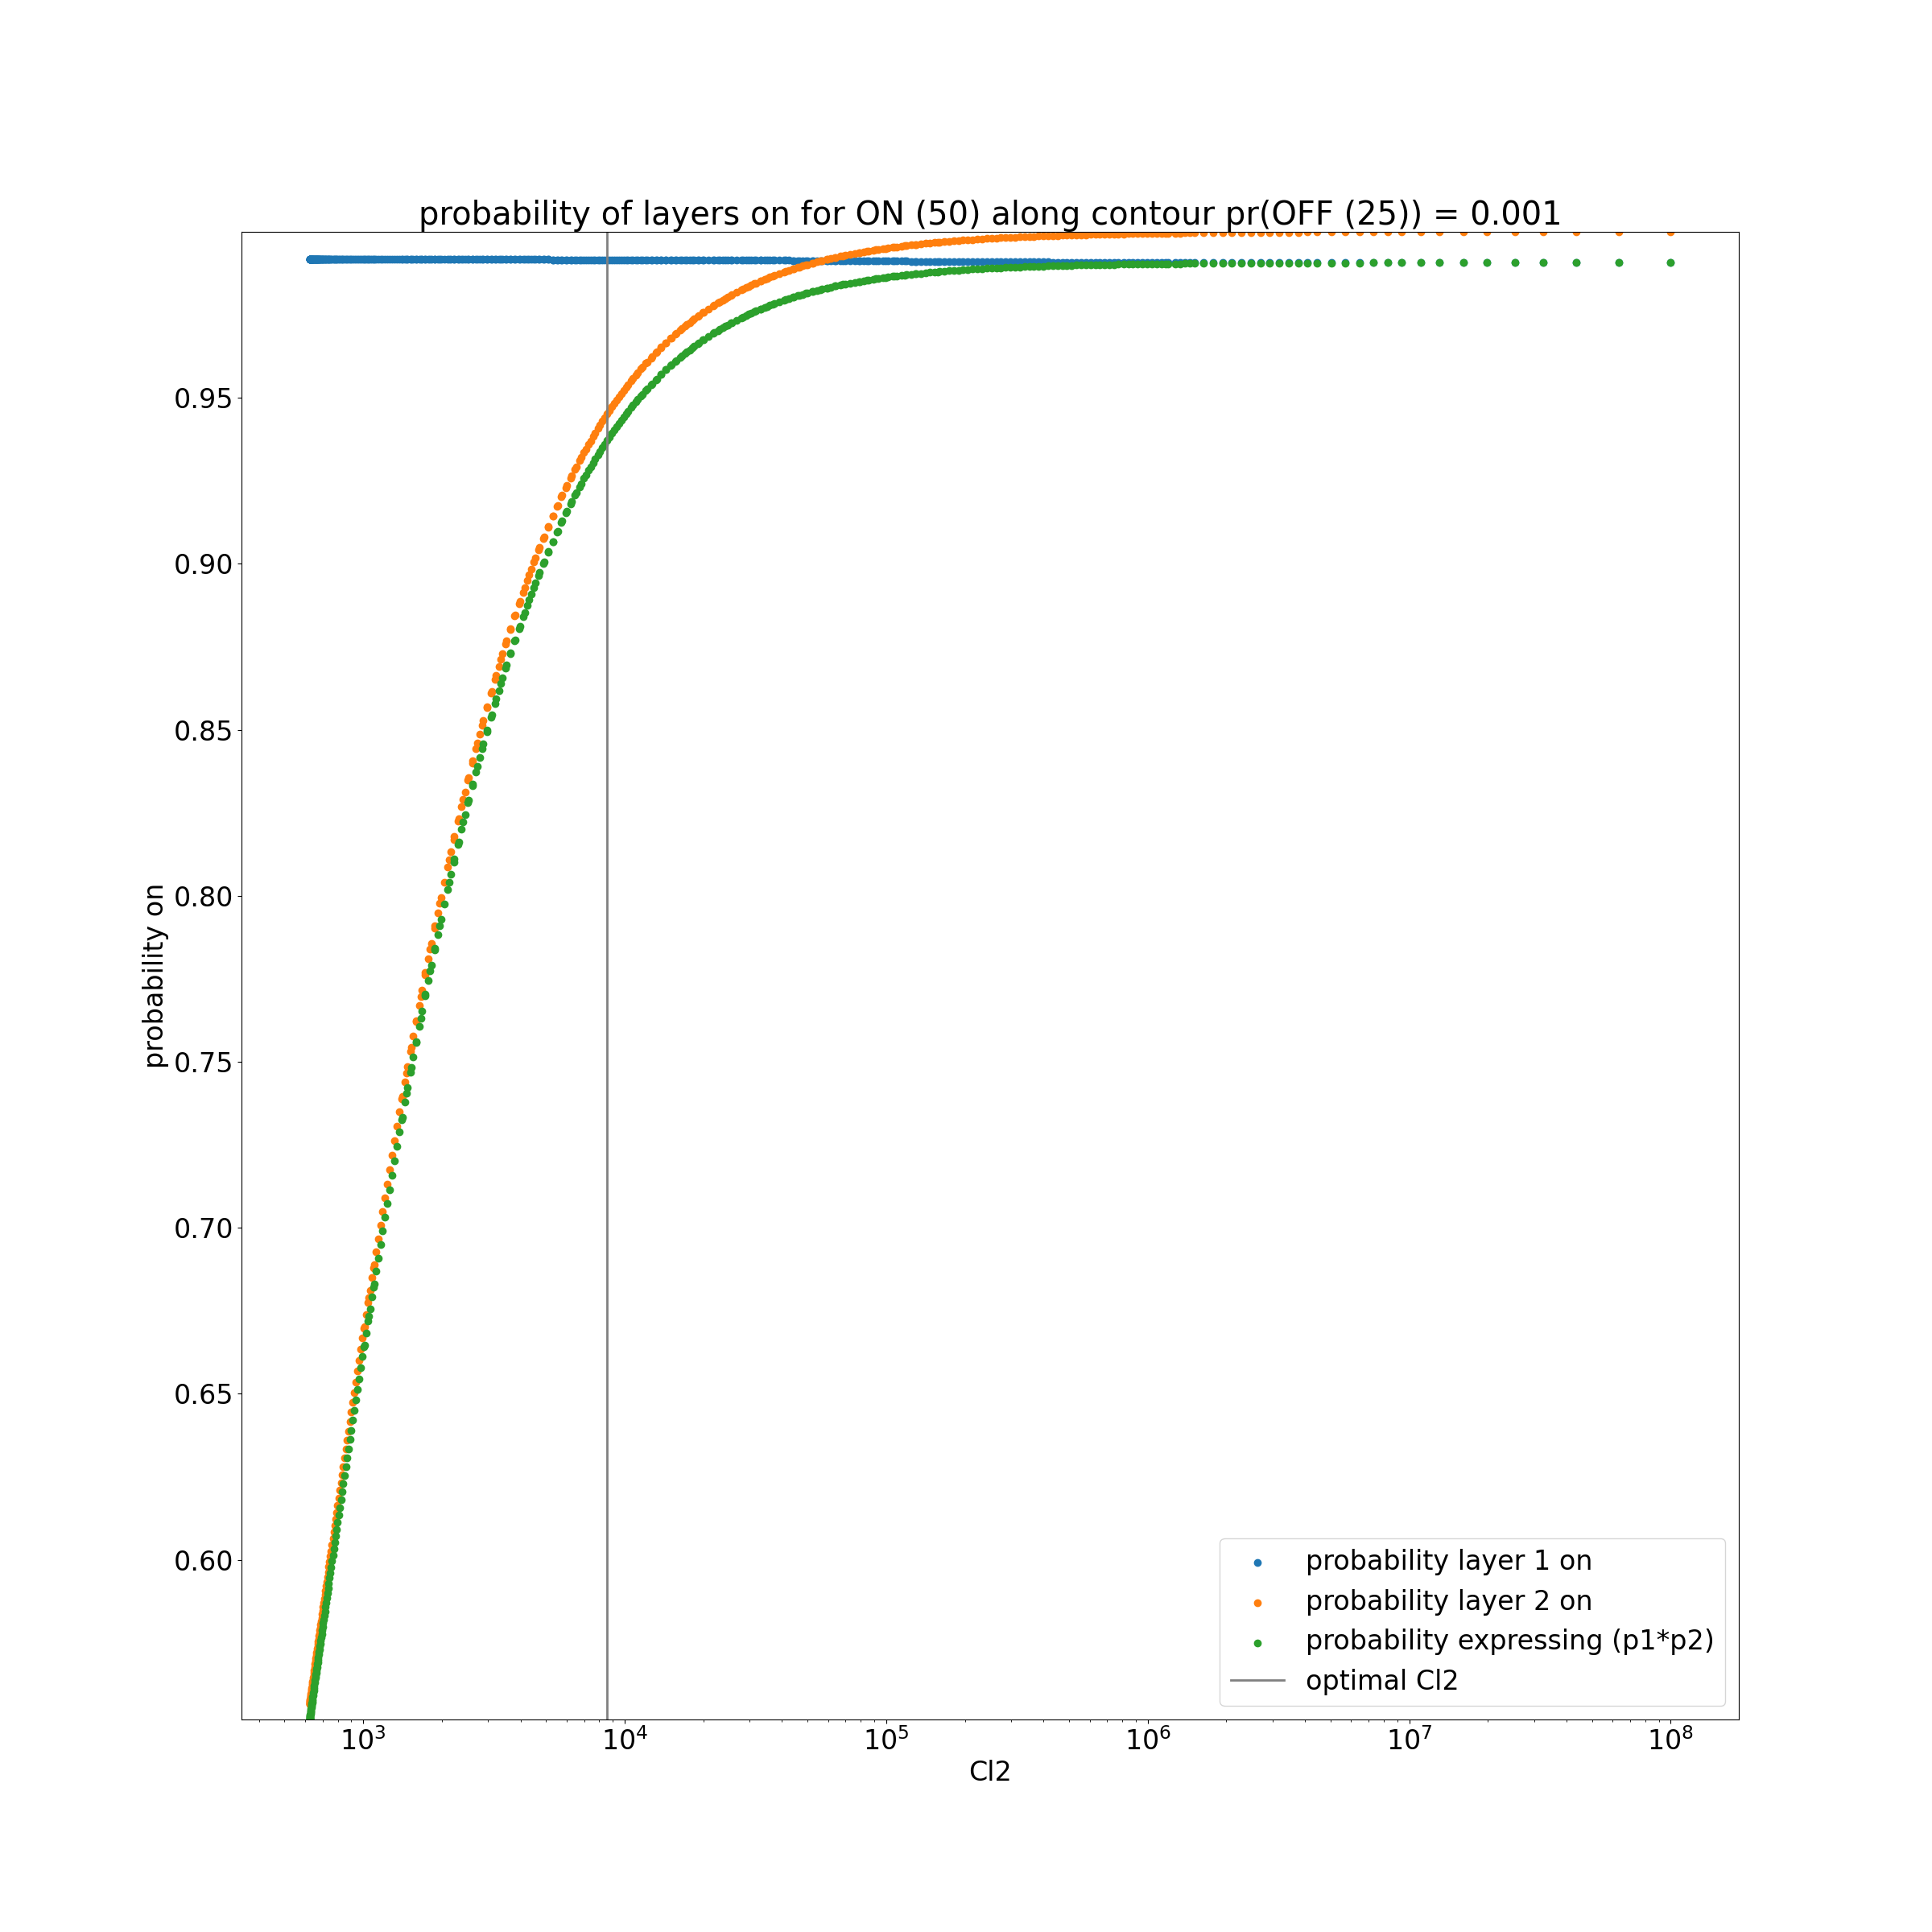 probability of layers on for ON (50) along contour pr(OFF (25)) = 0.001
probability on
0.95
0.90
0.85
0.80
0.75
0.70
0.65
0.60
10³
10⁴
10⁵
10⁶
10⁷
10⁸
Cl2
probability layer 1 on
probability layer 2 on
probability expressing (p1*p2)
optimal Cl2